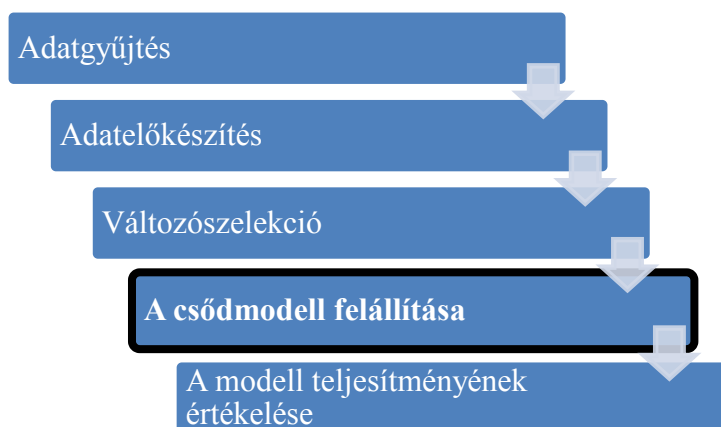 Adatgyűjtés
Adatelőkészítés
Változószelekció
A csődmodell felállítása
A modell teljesítményének
értékelése